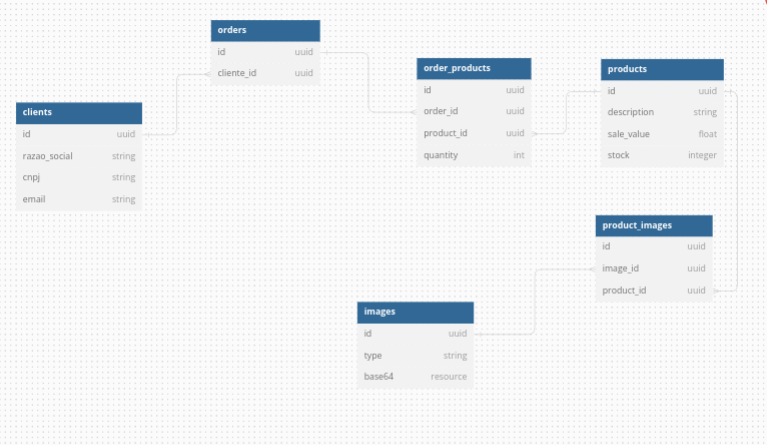 orders
id uuid
cliente_id uuid
clients
id uuid
razao_social string
cnpj string
email string
order_products
id uuid
order_id uuid
product_id uuid
quantity int
products
id uuid
description string
sale_value float
stock integer
product_images
id uuid
image_id uuid
product_id uuid
images
id uuid
type string
base64 resource